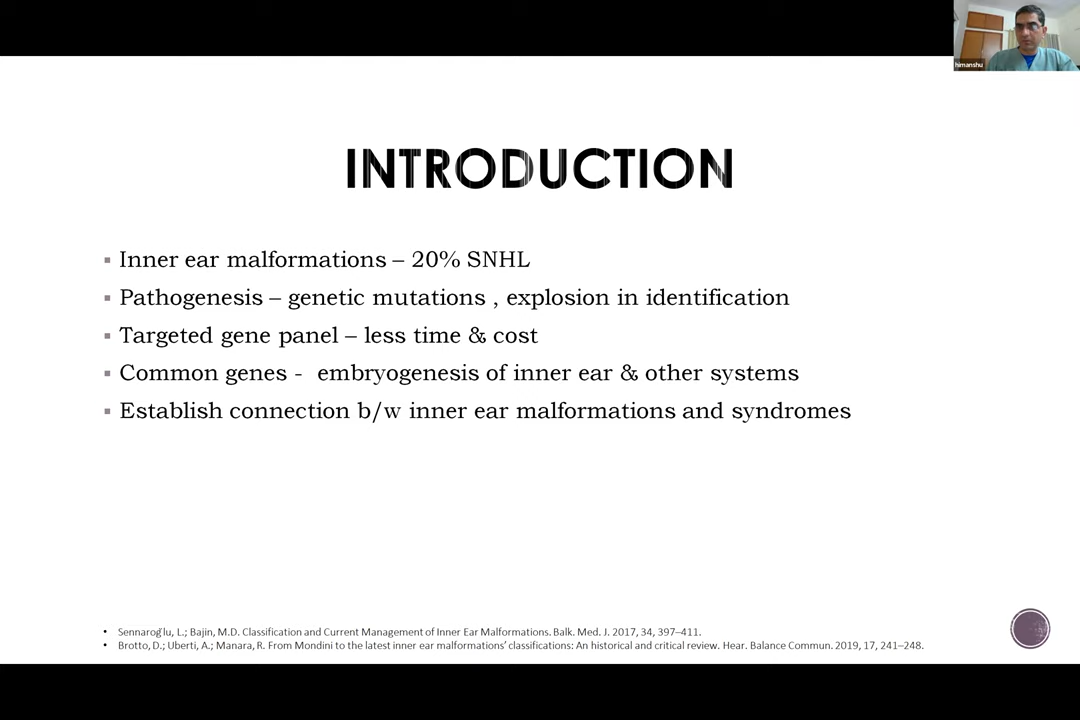 himanshu
INTRODUCTION
▪ Inner ear malformations – 20% SNHL
▪ Pathogenesis – genetic mutations , explosion in identification
▪ Targeted gene panel – less time & cost
▪ Common genes - embryogenesis of inner ear & other systems
▪ Establish connection b/w inner ear malformations and syndromes
• Sennaroğlu, L.; Bajin, M.D. Classification and Current Management of Inner Ear Malformations. Balk. Med. J. 2017, 34, 397–411.
• Brotto, D.; Uberti, A.; Manara, R. From Mondini to the latest inner ear malformations’ classifications: An historical and critical review. Hear. Balance Commun. 2019, 17, 241–248.